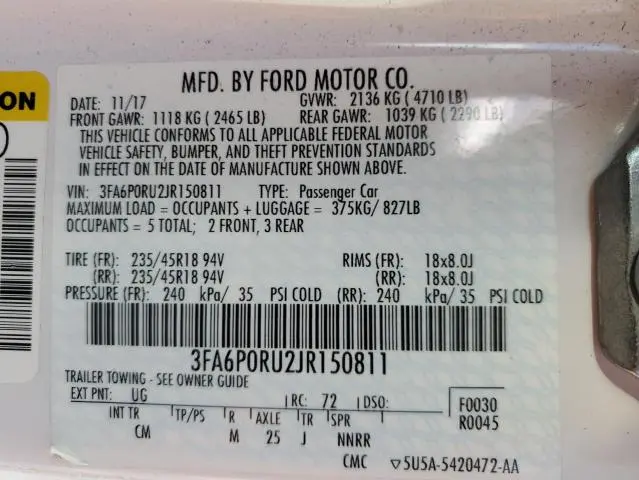 ON
MFD. BY FORD MOTOR CO.
DATE: 11/17 GVWR: 2136 KG ( 4710 LB)
FRONT GAWR: 1118 KG ( 2465 LB) REAR GAWR: 1039 KG ( 2290 LB)
THIS VEHICLE CONFORMS TO ALL APPLICABLE FEDERAL MOTOR
VEHICLE SAFETY, BUMPER, AND THEFT PREVENTION STANDARDS
IN EFFECT ON THE DATE OF MANUFACTURE SHOWN ABOVE.
VIN: 3FA6P0RU2JR150811 TYPE: Passenger Car
MAXIMUM LOAD = OCCUPANTS + LUGGAGE = 375KG/ 827LB
OCCUPANTS = 5 TOTAL; 2 FRONT, 3 REAR
TIRE (FR): 235/45R18 94V RIMS (FR): 18x8.0J
(RR): 235/45R18 94V (RR): 18x8.0J
PRESSURE (FR): 240 kPa/ 35 PSI COLD (RR): 240 kPa/ 35 PSI COLD
3FA6P0RU2JR150811
TRAILER TOWING - SEE OWNER GUIDE
EXT PNT: UG RC: 72 DSO: F0030
INT TR TP/PS R AXLE TR SPR R0045
CM M 25 J NNRR
CMC ▽5U5A-5420472-AA